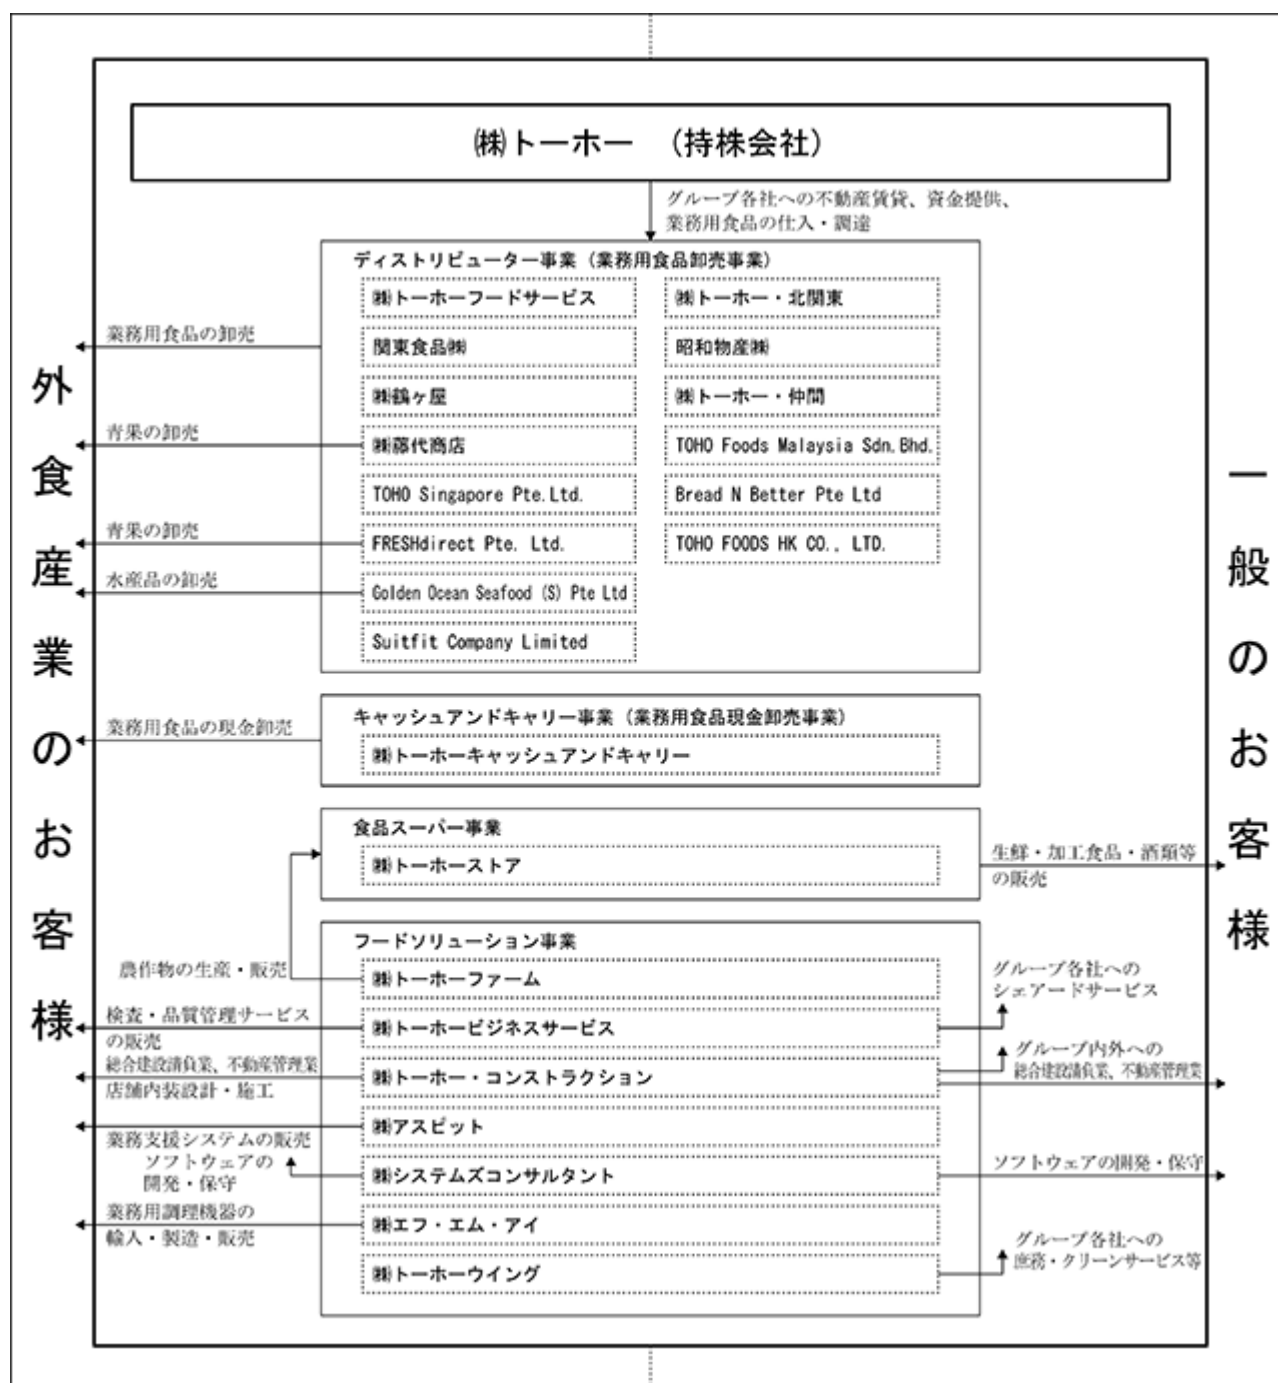 ㈱トーホー （持株会社）
グループ各社への不動産賃貸、資金提供、
業務用食品の仕入・調達
ディストリビューター事業（業務用食品卸売事業）
㈱トーホーフードサービス
㈱トーホー・北関東
業務用食品の卸売
関東食品㈱
昭和物産㈱
㈱鶴ヶ屋
㈱トーホー・仲間
青果の卸売
㈱藤代商店
TOHO Foods Malaysia Sdn.Bhd.
TOHO Singapore Pte.Ltd.
Bread N Better Pte Ltd
青果の卸売
FRESHdirect Pte. Ltd.
TOHO FOODS HK CO., LTD.
水産品の卸売
Golden Ocean Seafood (S) Pte Ltd
Suitfit Company Limited
キャッシュアンドキャリー事業（業務用食品現金卸売事業）
業務用食品の現金卸売
㈱トーホーキャッシュアンドキャリー
食品スーパー事業
㈱トーホーストア
生鮮・加工食品・酒類等
の販売
フードソリューション事業
農作物の生産・販売
㈱トーホーファーム
グループ各社への
シェアードサービス
検査・品質管理サービス
の販売
㈱トーホービジネスサービス
総合建設請負業、不動産管理業
店舗内装設計・施工
㈱トーホー・コンストラクション
グループ内外への
総合建設請負業、不動産管理業
㈱アスピット
業務支援システムの販売
ソフトウェアの
開発・保守
㈱システムズコンサルタント
ソフトウェアの開発・保守
業務用調理機器の
輸入・製造・販売
㈱エフ・エム・アイ
㈱トーホーウイング
グループ各社への
庶務・クリーンサービス等
外食産業のお客様
一般のお客様